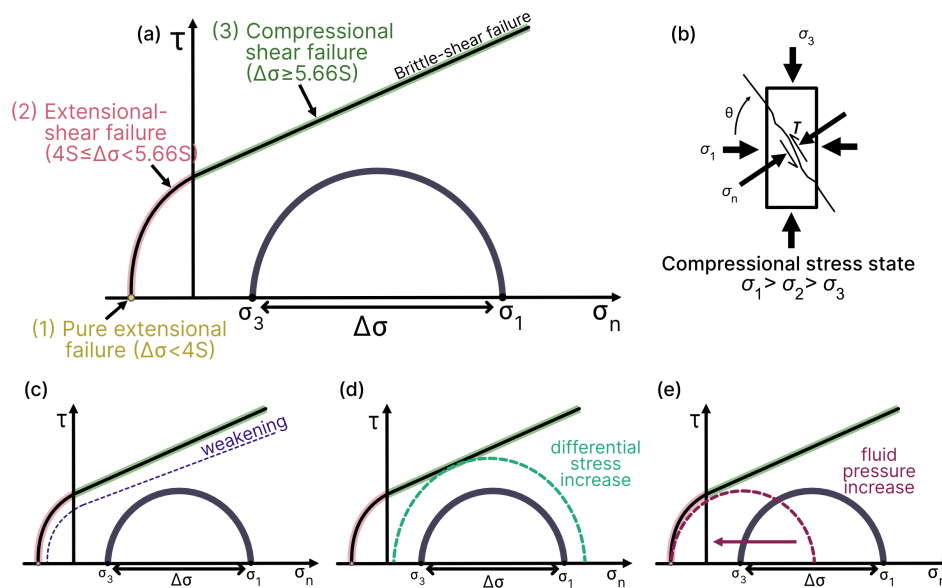 (a)
τ
(3) Compressional
shear failure
(Δσ≥5.66S)
Brittle-shear failure
(2) Extensional-
shear failure
(4S≤Δσ<5.66S)
σ3
Δσ
σ1
σn
(1) Pure extensional
failure (Δσ<4S)
(b)
σ3
θ
τ
σ1
σn
Compressional stress state
σ1> σ2> σ3
(c)
τ
weakening
σ3
Δσ
σ1
σn
(d)
τ
differential
stress
increase
σ3
Δσ
σ1
σn
(e)
τ
fluid
pressure
increase
σ3
Δσ
σ1
σn